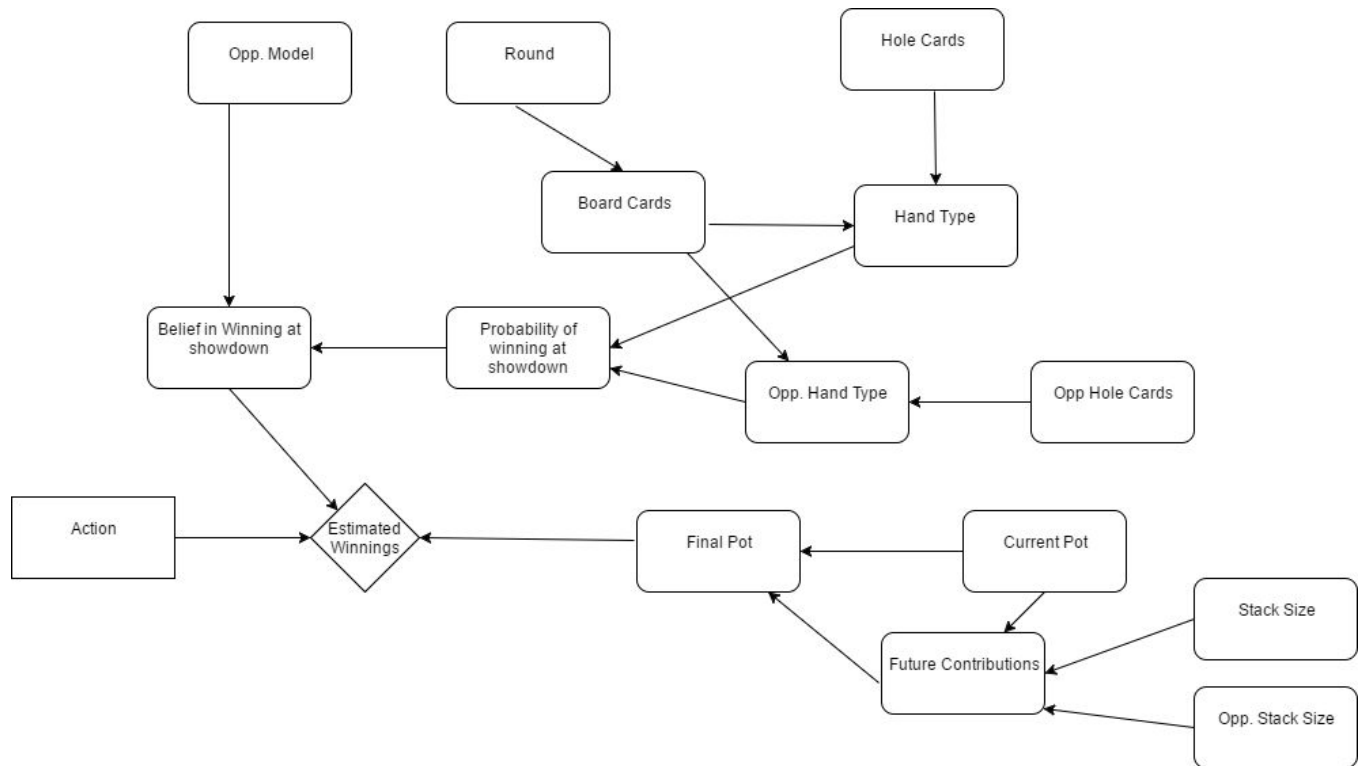 Opp. Model
Round
Hole Cards
Board Cards
Hand Type
Belief in Winning at
showdown
Probability of
winning at
showdown
Opp. Hand Type
Opp Hole Cards
Action
Estimated
Winnings
Final Pot
Current Pot
Stack Size
Future Contributions
Opp. Stack Size